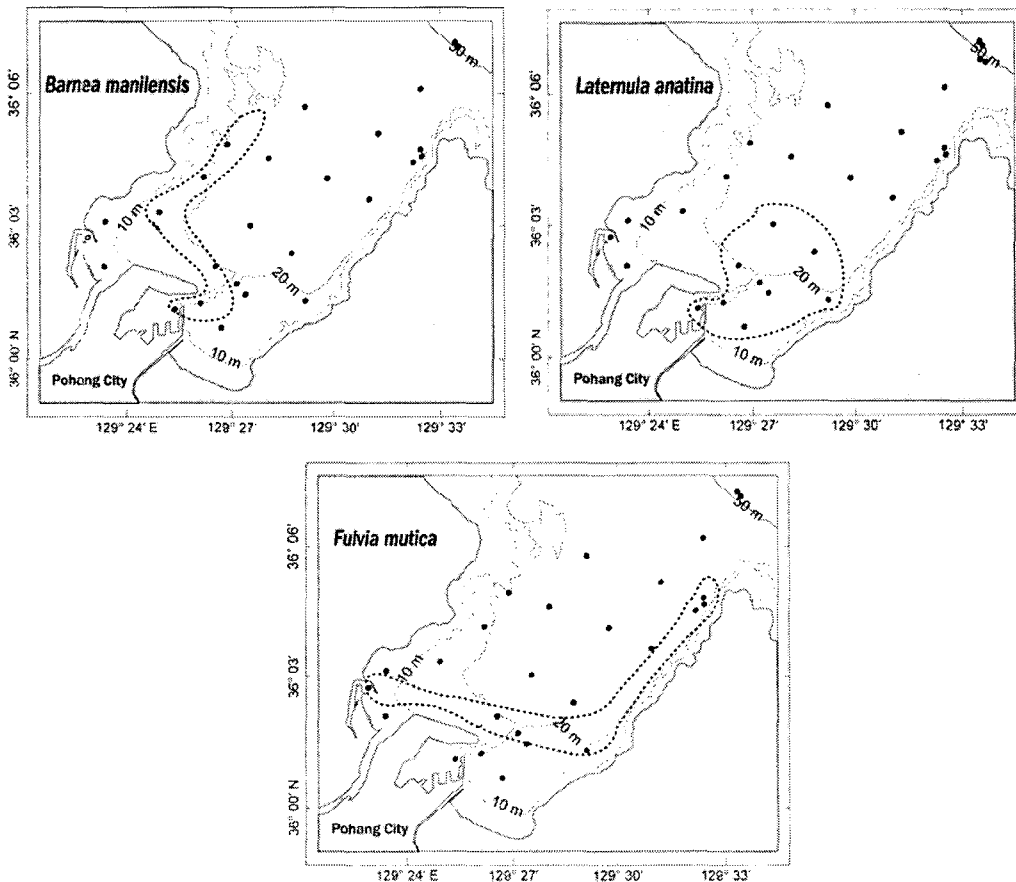 Barnea manilensis
36° 06'
36° 03'
36° 00' N
50 m
10 m
20 m
10 m
Pohang City
129° 24' E
129° 27'
129° 30'
129° 33'
Laternula anatina
36° 06'
36° 03'
36° 00' N
50 m
10 m
20 m
10 m
Pohang City
129° 24' E
129° 27'
129° 30'
129° 33'
Fulvia mutica
36° 06'
36° 03'
36° 00' N
50 m
10 m
20 m
10 m
Pohang City
129° 24' E
129° 27'
129° 30'
129° 33'